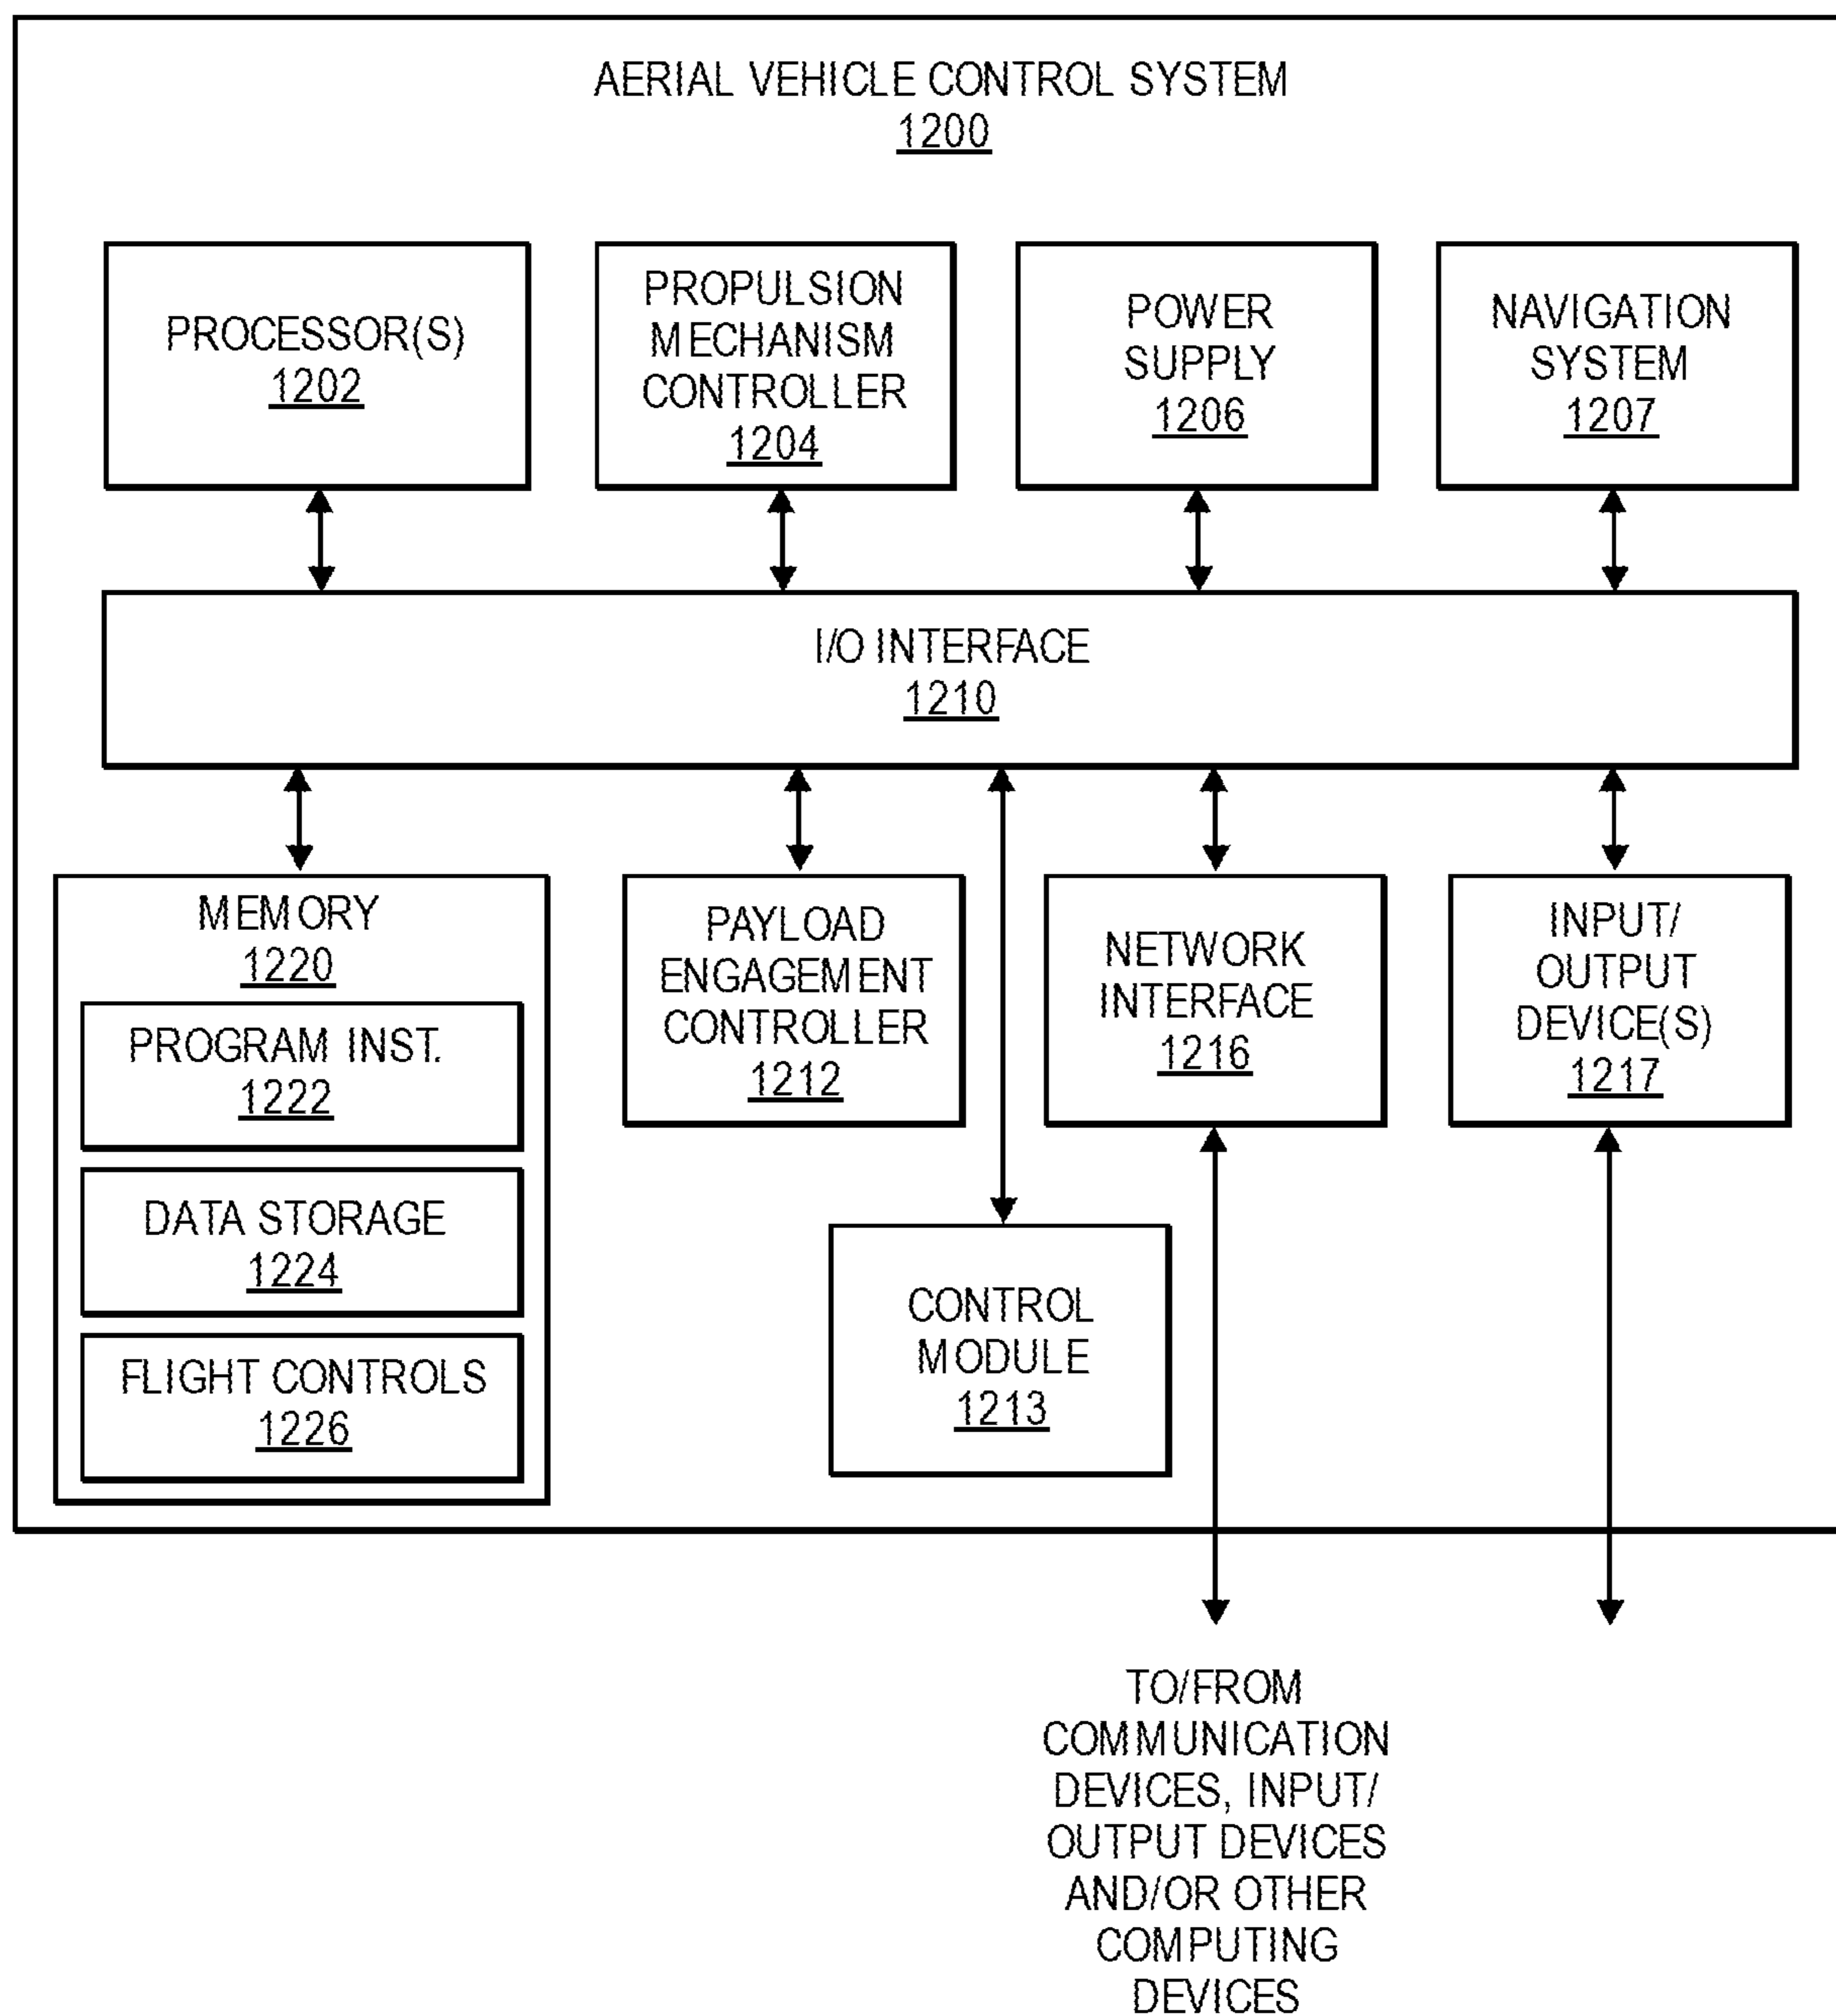 AERIAL VEHICLE CONTROL SYSTEM
1200
PROCESSOR(S)
1202
PROPULSION
MECHANISM
CONTROLLER
1204
POWER
SUPPLY
1206
NAVIGATION
SYSTEM
1207
I/O INTERFACE
1210
MEMORY
1220
PROGRAM INST.
1222
DATA STORAGE
1224
FLIGHT CONTROLS
1226
PAYLOAD
ENGAGEMENT
CONTROLLER
1212
CONTROL
MODULE
1213
NETWORK
INTERFACE
1216
INPUT/
OUTPUT
DEVICE(S)
1217
TO/FROM
COMMUNICATION
DEVICES, INPUT/
OUTPUT DEVICES
AND/OR OTHER
COMPUTING
DEVICES